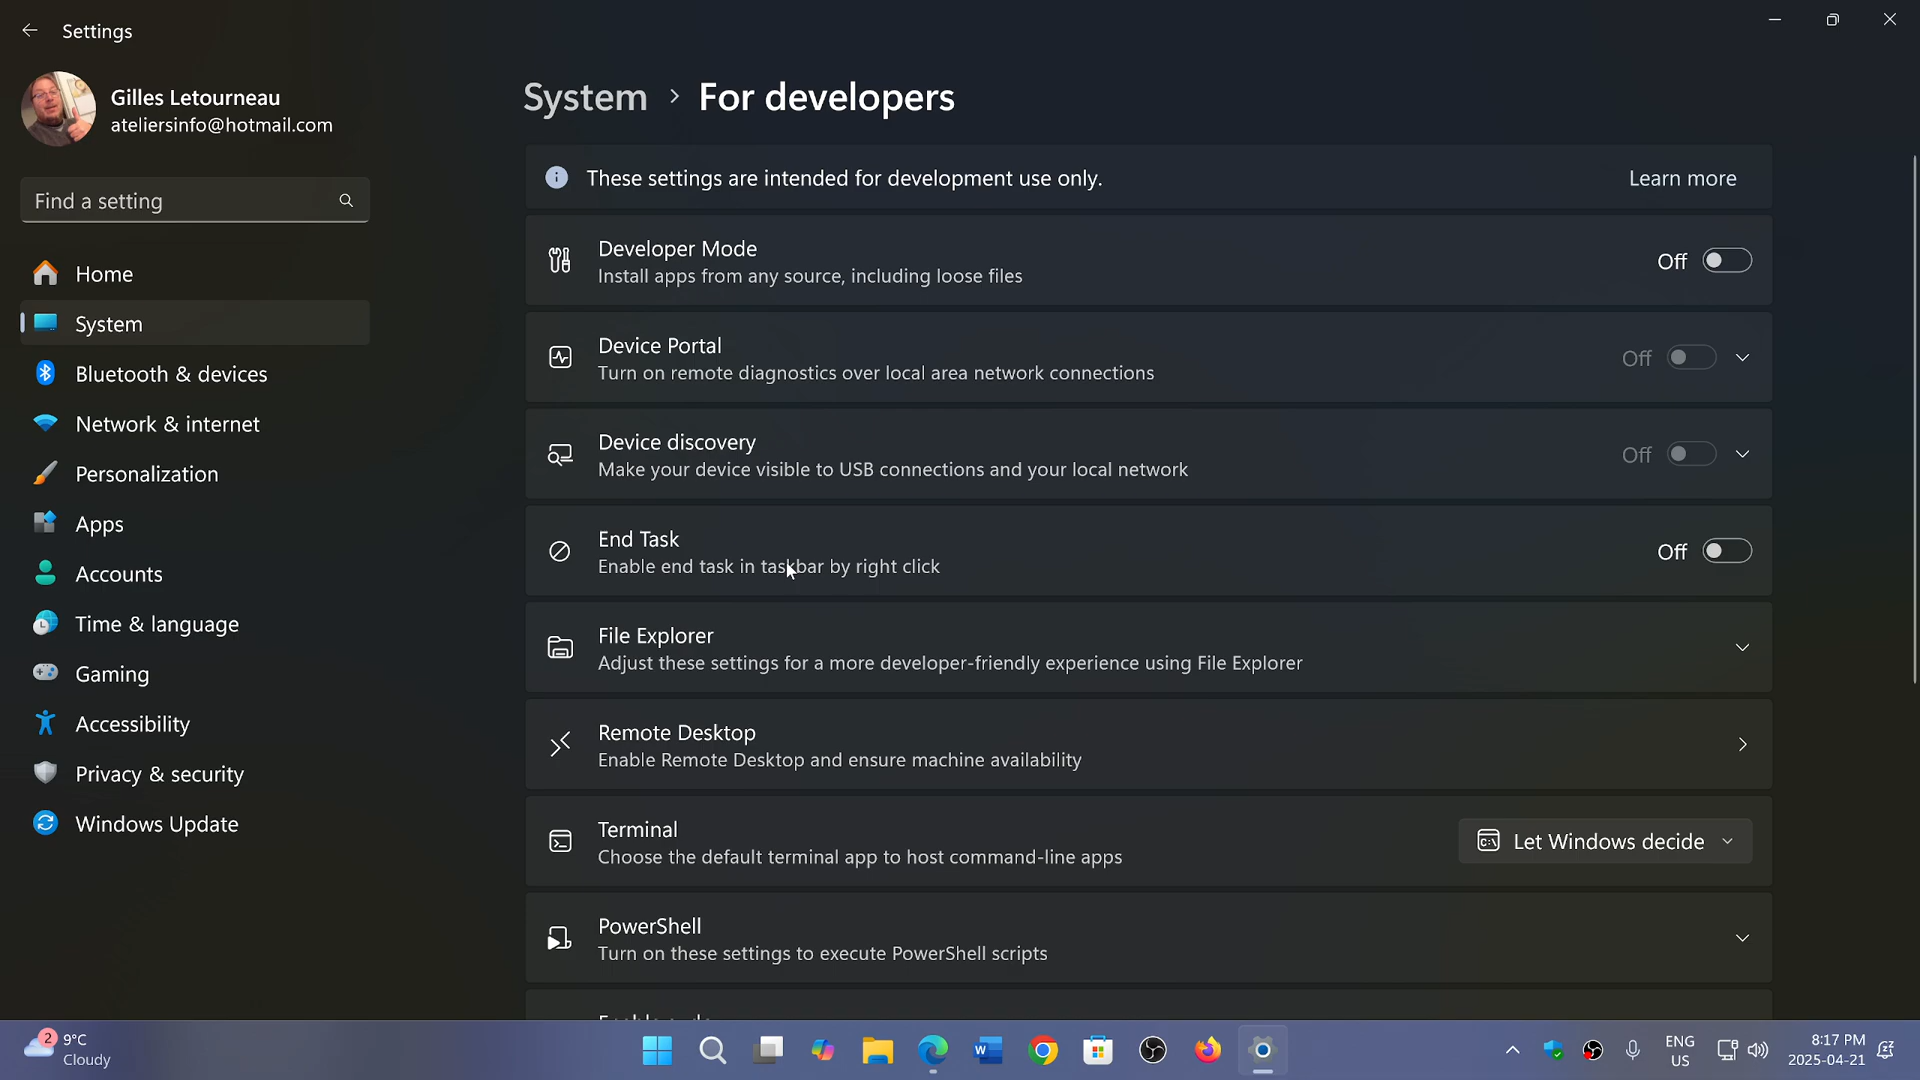 Settings
Gilles Letourneau
ateliersinfo@hotmail.com
Find a setting
Home
System
Bluetooth & devices
Network & internet
Personalization
Apps
Accounts
Time & language
Gaming
Accessibility
Privacy & security
Windows Update
System > For developers
These settings are intended for development use only.
Learn more
Developer Mode
Install apps from any source, including loose files
Off
Device Portal
Turn on remote diagnostics over local area network connections
Off
Device discovery
Make your device visible to USB connections and your local network
Off
End Task
Enable end task in taskbar by right click
Off
File Explorer
Adjust these settings for a more developer-friendly experience using File Explorer
Remote Desktop
Enable Remote Desktop and ensure machine availability
Terminal
Choose the default terminal app to host command-line apps
Let Windows decide
PowerShell
Turn on these settings to execute PowerShell scripts
2
9°C
Cloudy
ENG
US
8:17 PM
2025-04-21